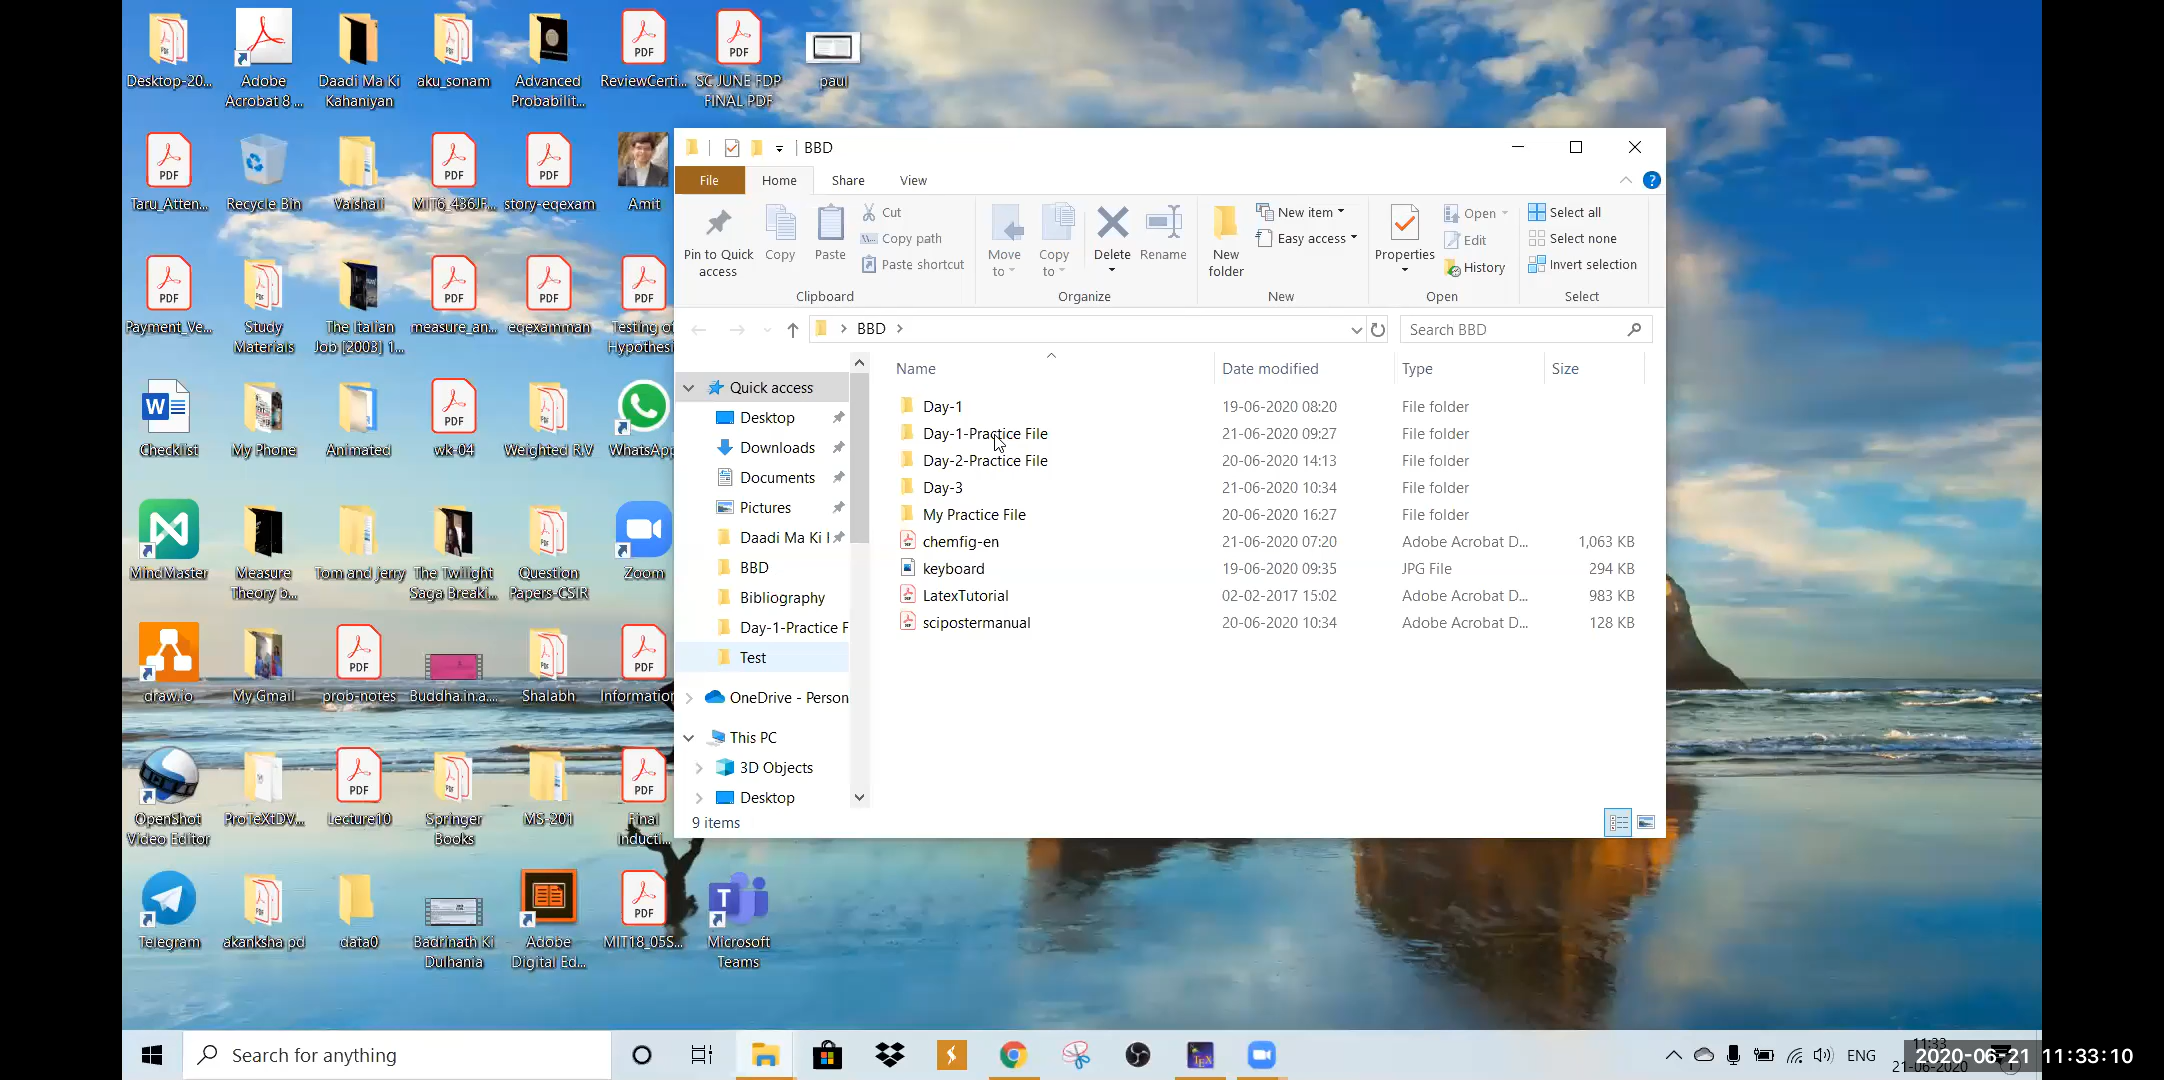 Desktop-20...
Adobe
Acrobat 8 ...
Daadi Ma Ki
Kahaniyan
aku_sonam
Advanced
Probabilit...
ReviewCerti...
SC JUNE FDP
FINAL PDF
paul
Taru_Atten...
Recycle Bin
Vaishali
MIT6_436JF...
story-eqexam
Amit
Payment_Ve...
Study
Materials
The Italian
Job [2003] 1...
measure_an...
eqexamman
Testing of
Hypothesi
Checklist
My Phone
Animated
wk-04
Weighted R.V
WhatsApp
MindMaster
Measure
Theory b...
Tom and Jerry
The Twilight
Saga Breaki...
Question
Papers-CSIR
Zoom
draw.io
My Gmail
prob-notes
Buddha.in.a....
Shalabh
Information
OpenShot
Video Editor
ProTeXtDV...
Lecture10
Springer
Books
MS-201
Final
Inducti...
Telegram
akanksha pd
data0
Badrinath Ki
Dulhania
Adobe
Digital Ed...
MIT18_05S...
Microsoft
Teams
BBD
File
Home
Share
View
Pin to Quick
access
Copy
Paste
Cut
Copy path
Paste shortcut
Clipboard
Move
to
Copy
to
Delete
Rename
Organize
New
folder
New item
Easy access
New
Properties
Open
Edit
History
Open
Select all
Select none
Invert selection
Select
BBD
Search BBD
Quick access
Desktop
Downloads
Documents
Pictures
Daadi Ma Ki
BBD
Bibliography
Day-1-Practice F
Test
OneDrive - Person
This PC
3D Objects
Desktop
Name Date modified Type Size
Day-1 19-06-2020 08:20 File folder
Day-1-Practice File 21-06-2020 09:27 File folder
Day-2-Practice File 20-06-2020 14:13 File folder
Day-3 21-06-2020 10:34 File folder
My Practice File 20-06-2020 16:27 File folder
chemfig-en 21-06-2020 07:20 Adobe Acrobat D... 1,063 KB
keyboard 19-06-2020 09:35 JPG File 294 KB
LatexTutorial 02-02-2017 15:02 Adobe Acrobat D... 983 KB
scipostermanual 20-06-2020 10:34 Adobe Acrobat D... 128 KB
9 items
Search for anything
ENG
11:33
21-06-2020
2020-06-21 11:33:10